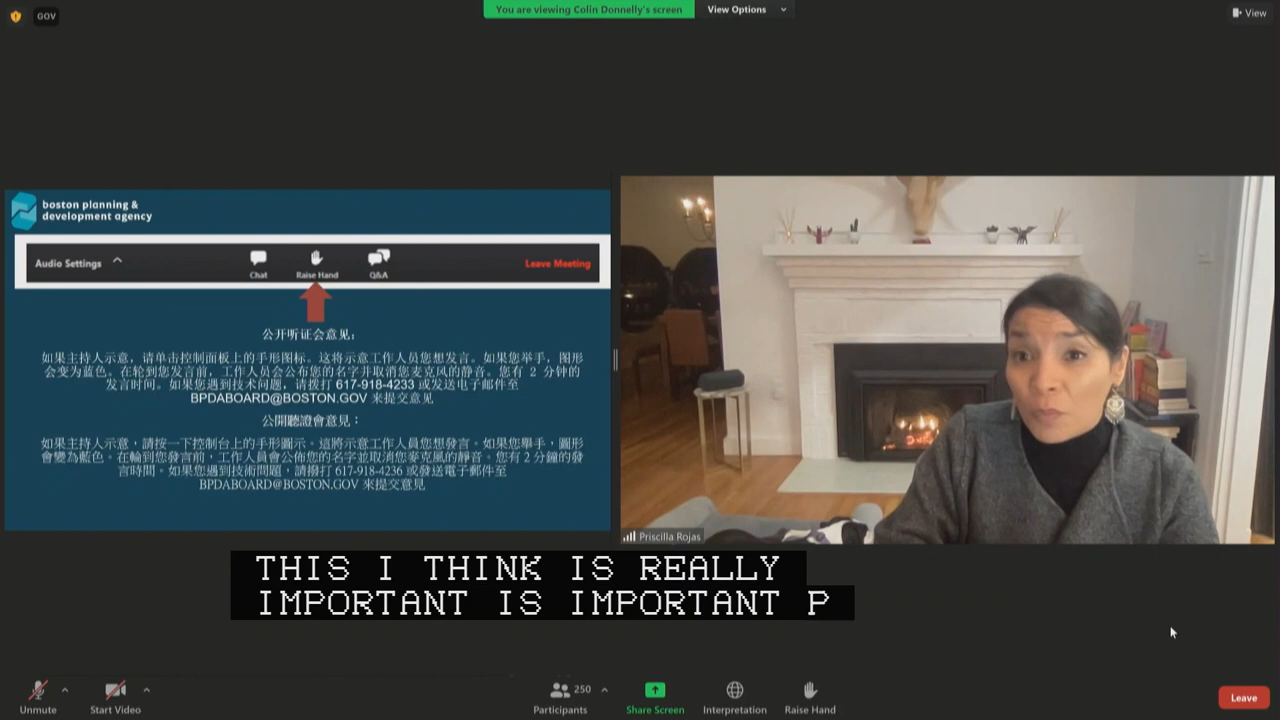 GOV
You are viewing Colin Donnelly's screen
View Options
View
boston planning &
development agency
Audio Settings
Chat
Raise Hand
Q&A
Leave Meeting
公开听证会意见：
如果主持人示意，请单击控制面板上的手形图标。这将示意工作人员您想发言。如果您举手，图形
会变为蓝色。在轮到您发言前，工作人员会公布您的名字并取消您麦克风的静音。您有 2 分钟的
发言时间。如果您遇到技术问题，请拨打 617-918-4233 或发送电子邮件至
BPDABOARD@BOSTON.GOV 来提交意见
公開聽證會意見：
如果主持人示意，請按一下控制台上的手形圖示。這將示意工作人員您想發言。如果您舉手，圖形
會變為藍色。在輪到您發言前，工作人員會公佈您的名字並取消您麥克風的靜音。您有 2 分鐘的發
言時間。如果您遇到技術問題，請撥打 617-918-4236 或發送電子郵件至
BPDABOARD@BOSTON.GOV 來提交意見
Priscilla Rojas
THIS I THINK IS REALLY
IMPORTANT IS IMPORTANT P
Unmute
Start Video
250
Participants
Share Screen
Interpretation
Raise Hand
Leave